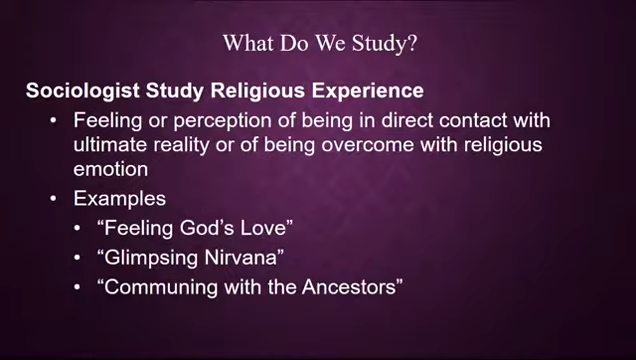 What Do We Study?
Sociologist Study Religious Experience
• Feeling or perception of being in direct contact with
ultimate reality or of being overcome with religious
emotion
• Examples
• “Feeling God’s Love”
• “Glimpsing Nirvana”
• “Communing with the Ancestors”